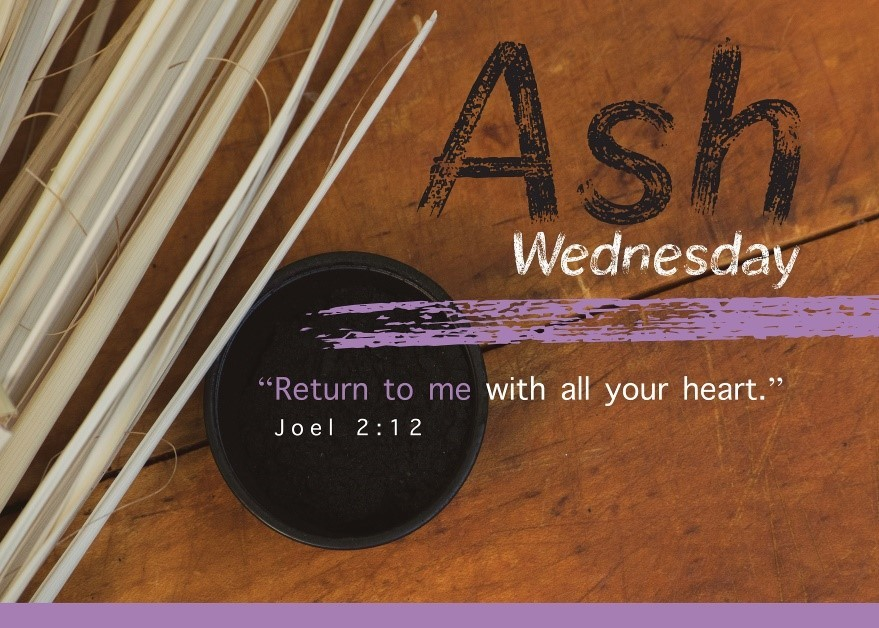 Ash
Wednesday
“Return to me with all your heart.”
Joel 2:12